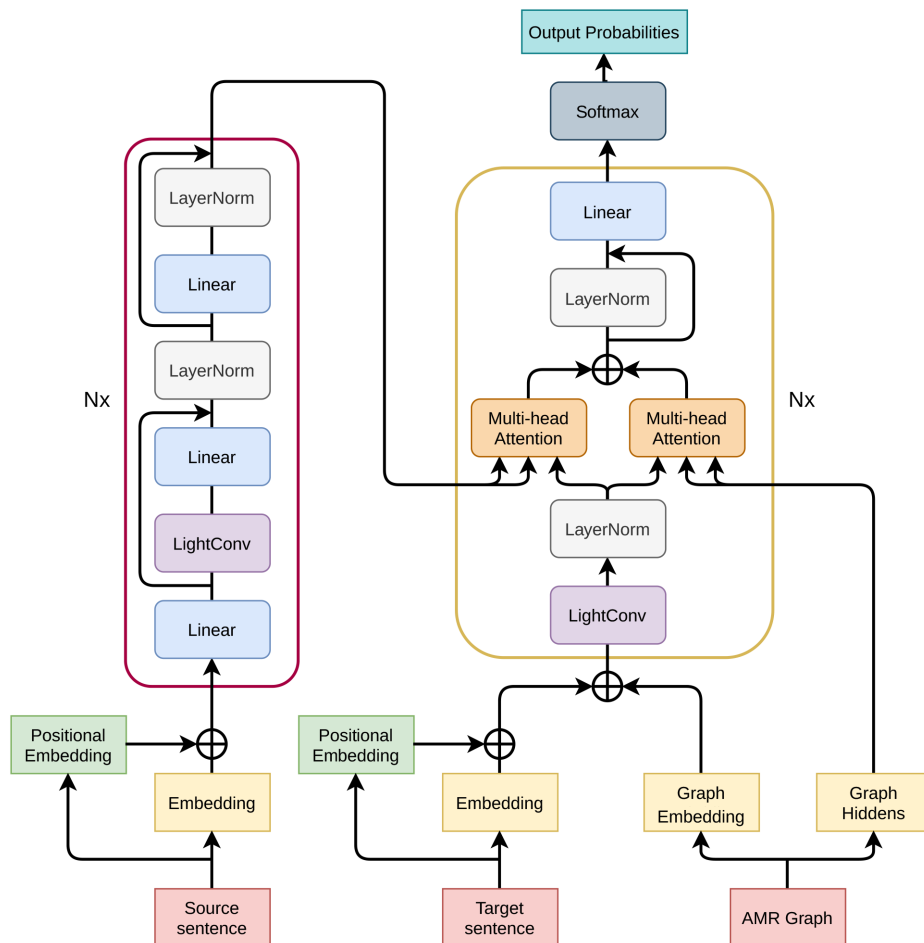 Output Probabilities
Softmax
LayerNorm
Linear
LayerNorm
Linear
LightConv
Linear
Nx
Linear
LayerNorm
Multi-head
Attention
Multi-head
Attention
Nx
LayerNorm
LightConv
Positional
Embedding
Embedding
Source
sentence
Positional
Embedding
Embedding
Target
sentence
Graph
Embedding
Graph
Hiddens
AMR Graph